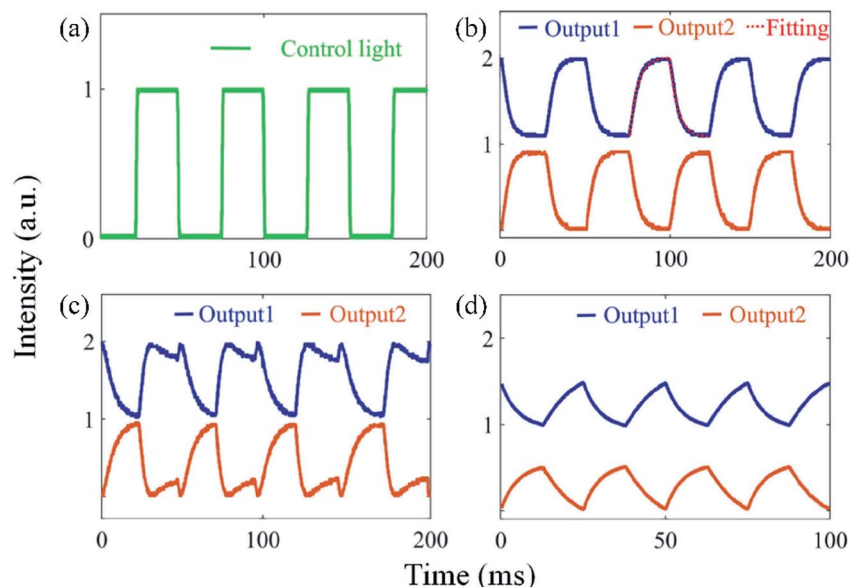 (a)
Control light
1
0
100
200
(b)
Output1 Output2 Fitting
2
1
0
100
200
Intensity (a.u.)
(c)
Output1 Output2
2
1
0
100
200
(d)
Output1 Output2
2
1
0
0
50
100
Time (ms)